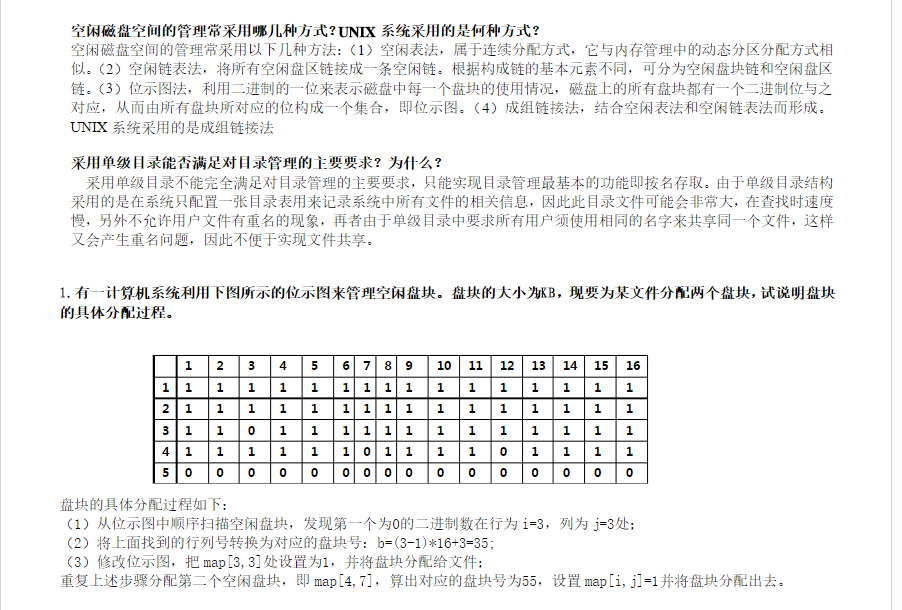 空闲磁盘空间的管理常采用哪几种方式?UNIX 系统采用的是何种方式?
空闲磁盘空间的管理常采用以下几种方法:(1)空闲表法,属于连续分配方式,它与内存管理中的动态分区分配方式相
似。(2)空闲链表法,将所有空闲盘区链接成一条空闲链。根据构成链的基本元素不同,可分为空闲盘块链和空闲盘区
链。(3)位示图法,利用二进制的一位来表示磁盘中每一个盘块的使用情况,磁盘上的所有盘块都有一个二进制位与之
对应,从而由所有盘块所对应的位构成一个集合,即位示图。(4)成组链接法,结合空闲表法和空闲链表法而形成。
UNIX 系统采用的是成组链接法
采用单级目录能否满足对目录管理的主要要求?为什么?
采用单级目录不能完全满足对目录管理的主要要求,只能实现目录管理最基本的功能即按名存取。由于单级目录结构
采用的是在系统只配置一张目录表用来记录系统中所有文件的相关信息,因此此目录文件可能会非常大,在查找时速度
慢,另外不允许用户文件有重名的现象,再者由于单级目录中要求所有用户须使用相同的名字来共享同一个文件,这样
又会产生重名问题,因此不便于实现文件共享。
1.有一计算机系统利用下图所示的位示图来管理空闲盘块。盘块的大小为KB,现要为某文件分配两个盘块,试说明盘块
的具体分配过程。
1 2 3 4 5 6 7 8 9 10 11 12 13 14 15 16
1 1 1 1 1 1 1 1 1 1 1 1 1 1 1 1 1
2 1 1 1 1 1 1 1 1 1 1 1 1 1 1 1 1
3 1 1 0 1 1 1 1 1 1 1 1 1 1 1 1 1
4 1 1 1 1 1 1 0 1 1 1 1 0 1 1 1 1
5 0 0 0 0 0 0 0 0 0 0 0 0 0 0 0 0
盘块的具体分配过程如下:
(1)从位示图中顺序扫描空闲盘块,发现第一个为0的二进制数在行为 i=3,列为 j=3处;
(2)将上面找到的行列号转换为对应的盘块号:b=(3-1)*16+3=35;
(3)修改位示图,把 map[3,3]处设置为1,并将盘块分配给文件;
重复上述步骤分配第二个空闲盘块,即 map[4,7],算出对应的盘块号为55,设置 map[i,j]=1并将盘块分配出去。